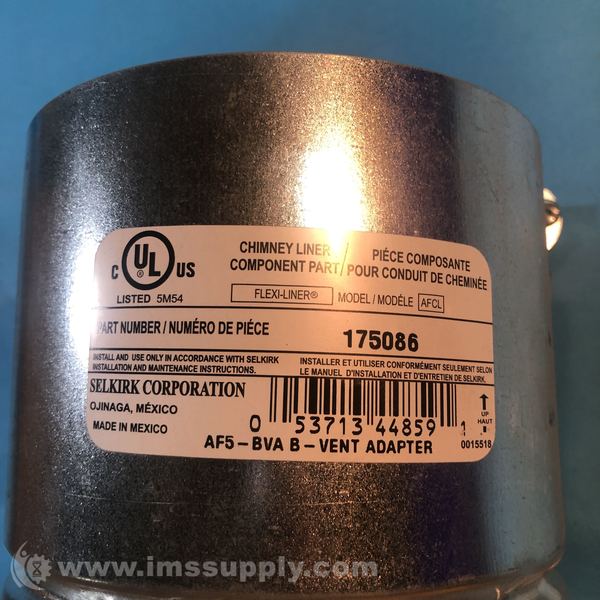 C UL US
®
LISTED 5M54
CHIMNEY LINER / PIÉCE COMPOSANTE
COMPONENT PART / POUR CONDUIT DE CHEMINÉE
FLEXI-LINER® MODEL / MODÈLE AFCL
PART NUMBER / NUMÉRO DE PIÉCE 175086
INSTALL AND USE ONLY IN ACCORDANCE WITH SELKIRK
INSTALLATION AND MAINTENANCE INSTRUCTIONS.
INSTALLER ET UTILISER CONFORMÉMENT SEULEMENT SELON
LE MANUEL D'INSTALLATION ET D'ENTRETIEN DE SELKIRK.
SELKIRK CORPORATION
OJINAGA, MÉXICO
MADE IN MEXICO
0 53713 44859 1
AF5-BVA B-VENT ADAPTER
UP
HAUT
0015518
www.imssupply.com